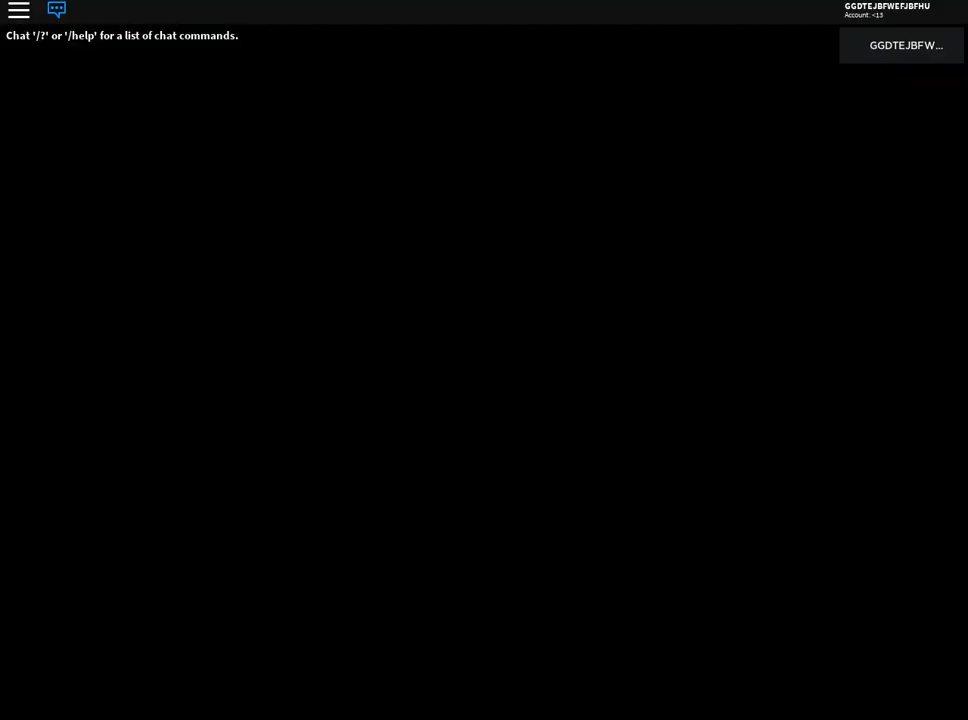 GGDTEJBFWEFJBFHU
Account: <13
Chat '/?' or '/help' for a list of chat commands.
GGDTEJBFW...